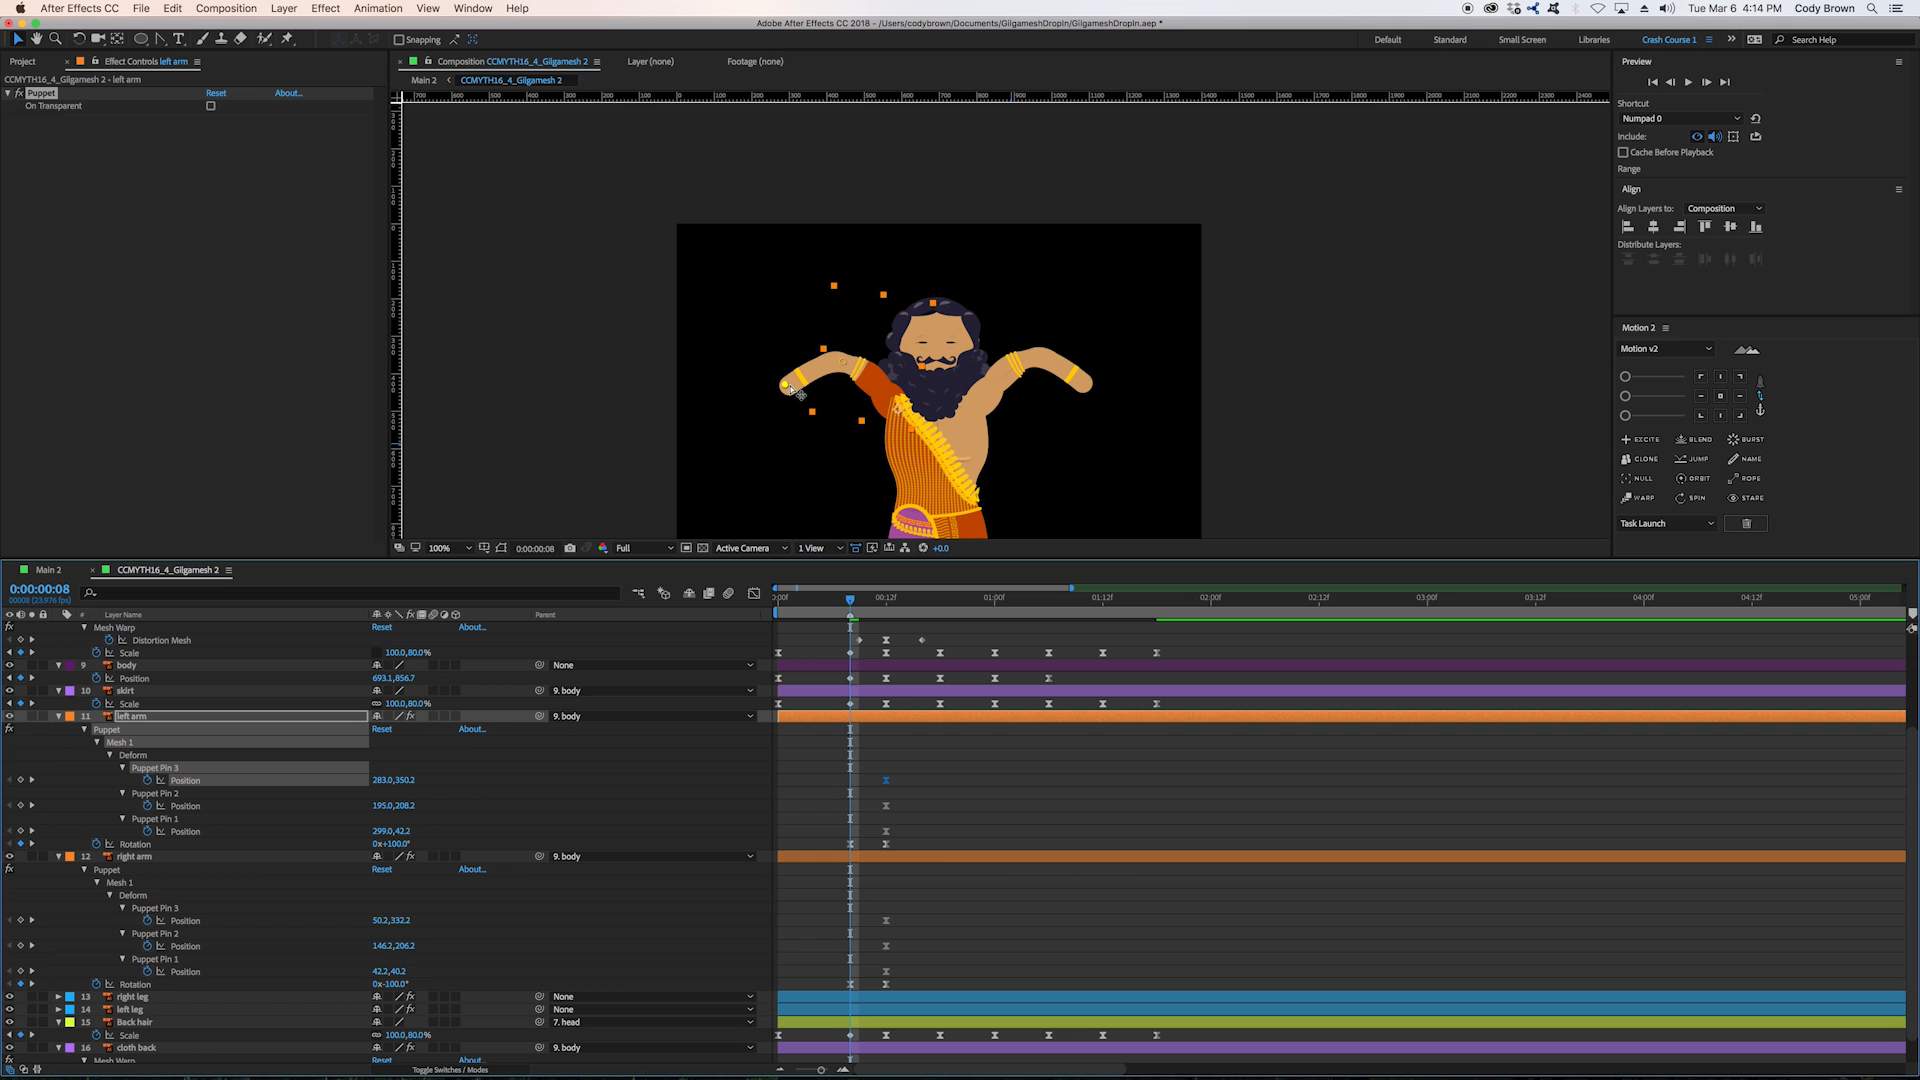 After Effects CC File Edit Composition Layer Effect Animation View Window Help Tue Mar 6 4:14 PM Cody Brown
Adobe After Effects CC 2018 - /Users/codybrown/Documents/GilgameshDropIn/GilgameshDropIn.aep *
Snapping Default Standard Small Screen Libraries Crash Course 1 Search Help
Project Effect Controls left arm
CCMYTH16_4_Gilgamesh 2 • left arm
Puppet Reset About...
On Transparent
Composition CCMYTH16_4_Gilgamesh 2 Layer (none) Footage (none)
Main 2 CCMYTH16_4_Gilgamesh 2
100% 0:00:00:08 Full Active Camera 1 View +0.0
Preview
Shortcut
Numpad 0
Include:
Cache Before Playback
Range
Align
Align Layers to: Composition
Distribute Layers:
Motion 2
Motion v2
EXCITE BLEND BURST
CLONE JUMP NAME
NULL ORBIT ROPE
WARP SPIN STARE
Task Launch
Main 2 CCMYTH16_4_Gilgamesh 2
0:00:00:08
00008 (23.976 fps)
00:12f 01:00f 01:12f 02:00f 02:12f 03:00f 03:12f 04:00f 04:12f 05:00f
# Layer Name Parent
Mesh Warp Reset About...
Distortion Mesh
Scale 100.0,80.0%
9 body None
Position 693.1,856.7
10 skirt 9. body
Scale 100.0,80.0%
11 left arm 9. body
Puppet Reset About...
Mesh 1
Deform
Puppet Pin 3
Position 283.0,350.2
Puppet Pin 2
Position 195.0,208.2
Puppet Pin 1
Position 299.0,42.2
Rotation 0x+100.0°
12 right arm 9. body
Puppet Reset About...
Mesh 1
Deform
Puppet Pin 3
Position 50.2,332.2
Puppet Pin 2
Position 146.2,206.2
Puppet Pin 1
Position 42.2,40.2
Rotation 0x-100.0°
13 right leg None
14 left leg None
15 Back hair 7. head
Scale 100.0,80.0%
16 cloth back 9. body
Mesh Warp Reset About...
Toggle Switches / Modes